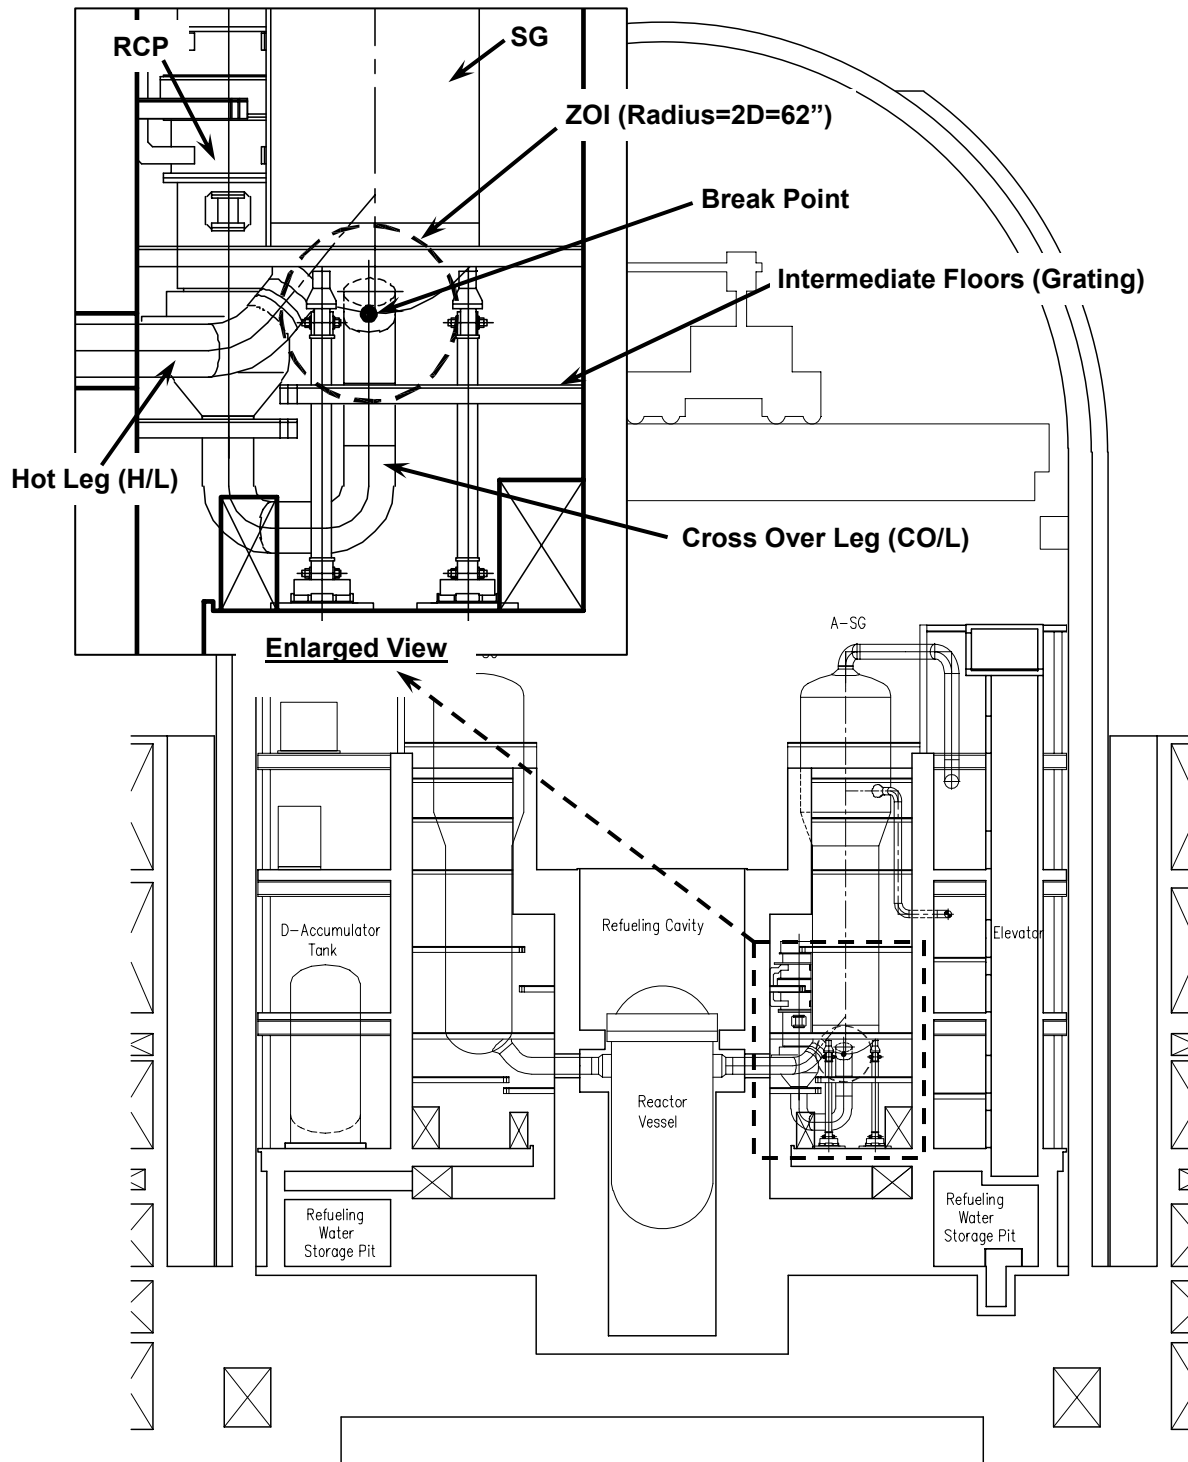 RCP
SG
ZOI (Radius=2D=62”)
Break Point
Intermediate Floors (Grating)
Hot Leg (H/L)
Cross Over Leg (CO/L)
Enlarged View
A-SG
D-Accumulator
Tank
Refueling Cavity
Elevator
Reactor
Vessel
Refueling
Water
Storage Pit
Refueling
Water
Storage Pit